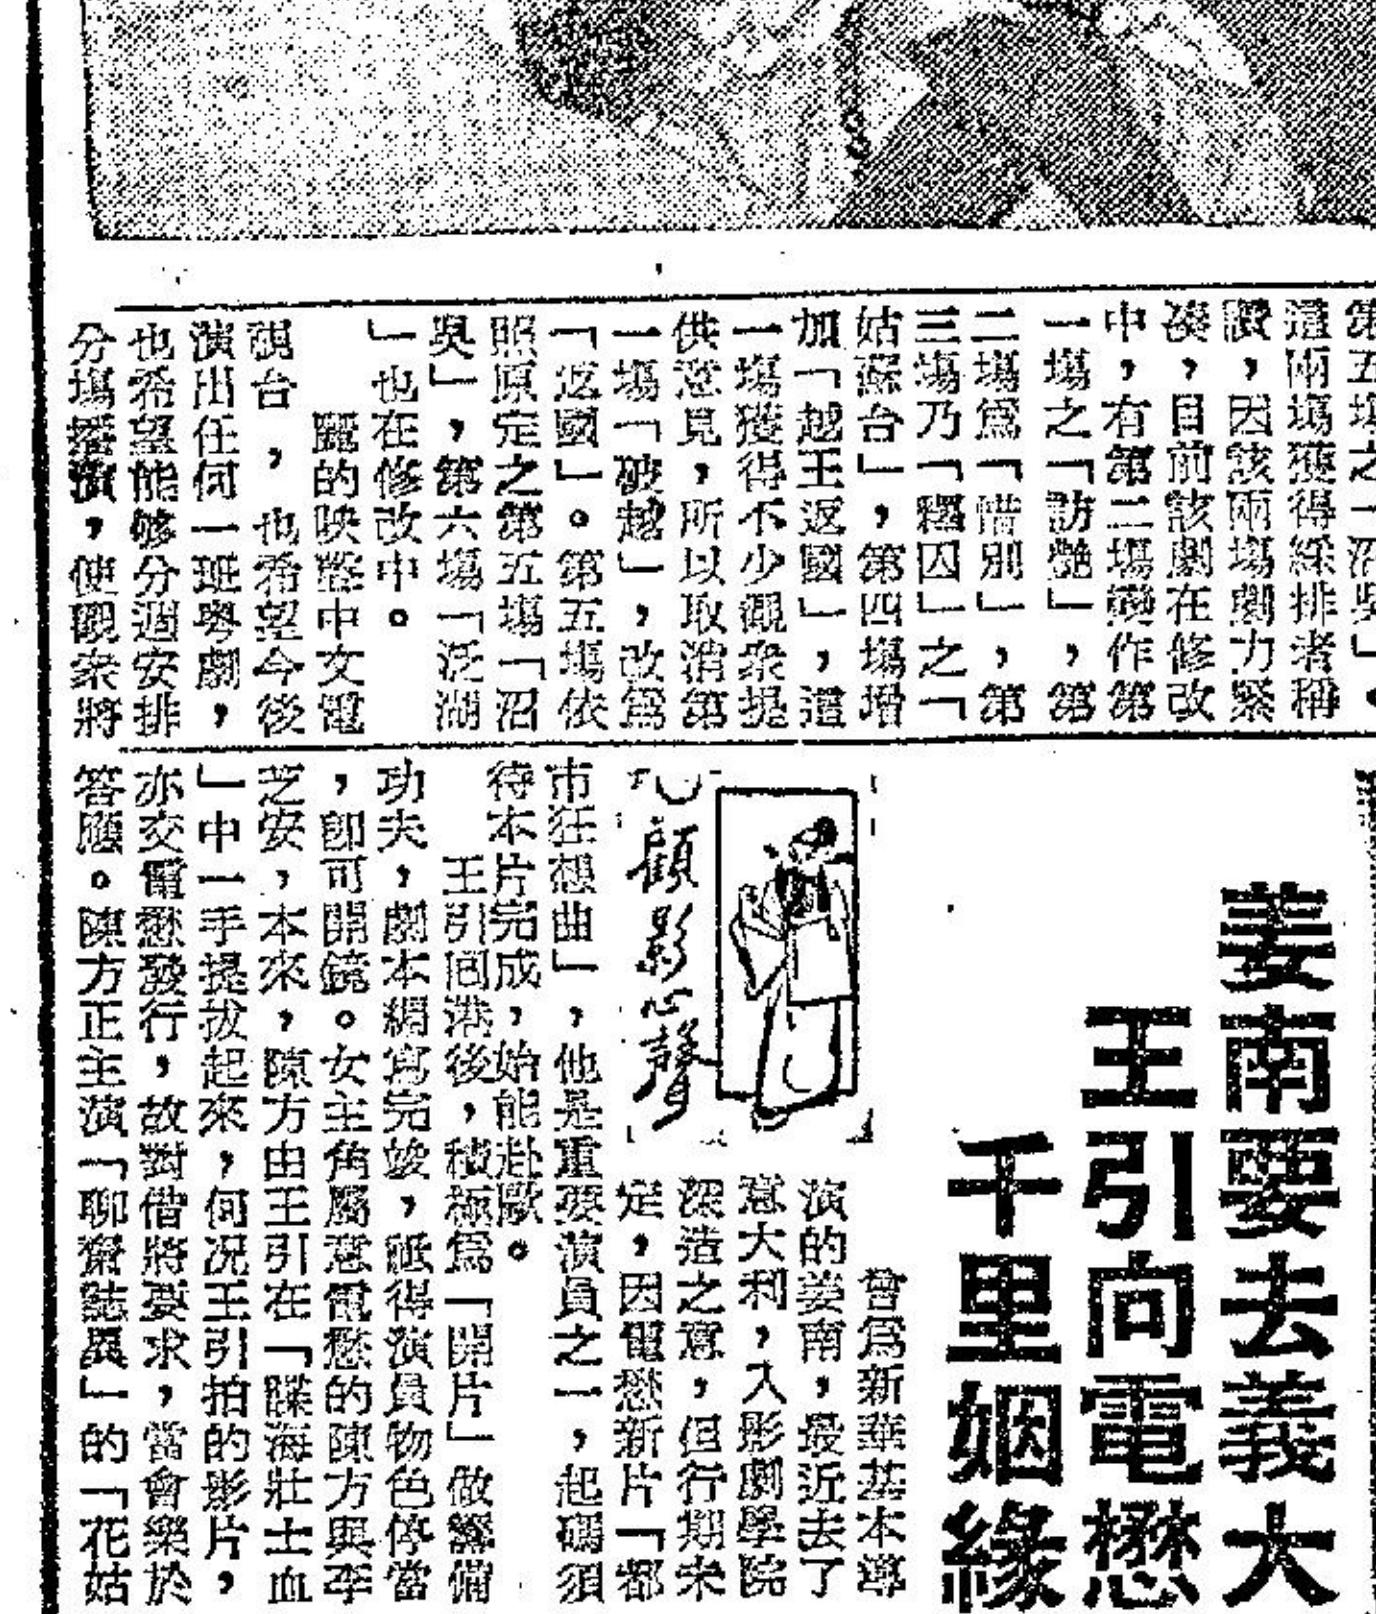 第五場之「沼吳」。
這兩場獲得綵排者稱
讚，因該兩場劇力緊
湊，目前該劇在修改
中，有第二場變作第
一場之「訪艷」，第
二場爲「惜別」，第
三場乃「釋囚」之「
姑蘇台」，第四場增
加「越王返國」，這
一場獲得不少觀衆提
供意見，所以取消第
一場「破越」，改爲
「返國」。第五場依
照原定之第五場「沼
吳」，第六場「泛湖
」也在修改中。
麗的映聲中文電
視台，也希望今後
演出任何一班粤劇，
也希望能够分週安排
分場播演，使觀衆將
姜南要去義大
王引向電懋
千里姻緣
顧影心聲
曾爲新華基本導
演的姜南，最近去了
意大利，入影劇學院
深造之意，但行期未
定，因電懋新片「都
市狂想曲」，他是重要演員之一，起碼須
待本片完成，始能赴歐。
王引囘港後，積極爲「開片」做籌備
功夫，劇本編寫完竣，祗得演員物色停當
，卽可開鏡。女主角屬意電懋的陳方與李
芝安，本來，陳方由王引在「諜海壯士血
」中一手提拔起來，何況王引拍的影片，
亦交電懋發行，故對借將要求，當會樂於
答應。陳方正主演「聊齋誌異」的「花姑